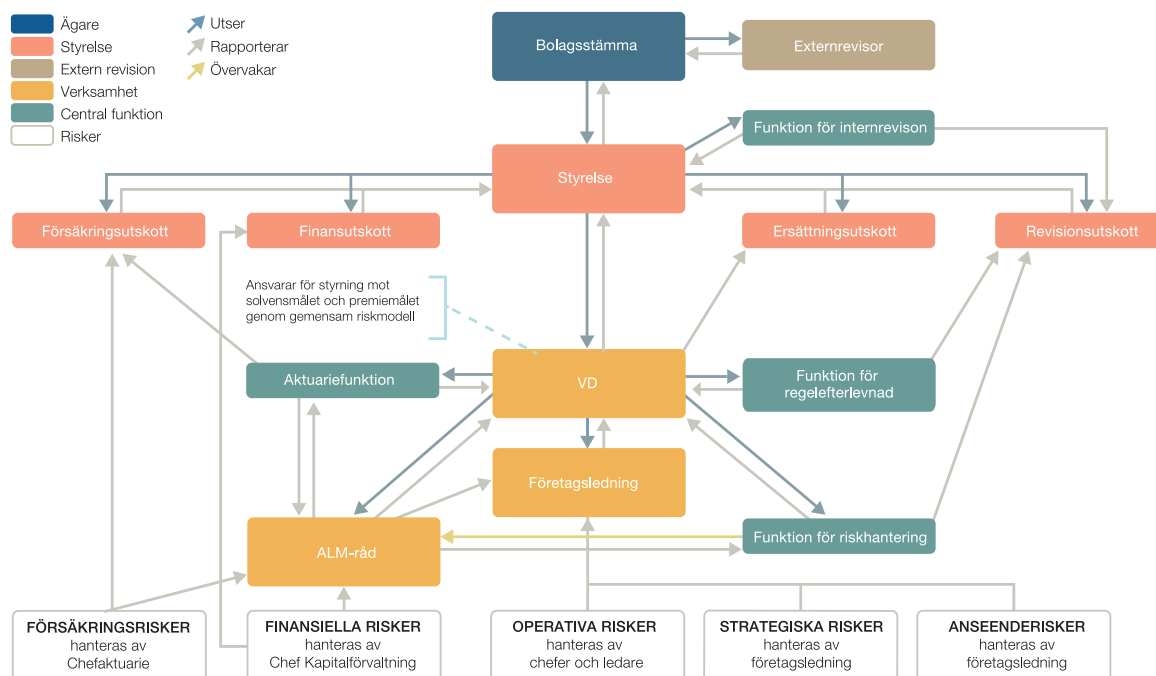 Ägare
Styrelse
Extern revision
Verksamhet
Central funktion
Risker
Utser
Rapporterar
Övervakar
Bolagsstämma
Externrevisor
Funktion för internrevison
Styrelse
Försäkringsutskott
Finansutskott
Ersättningsutskott
Revisionsutskott
Ansvarar för styrning mot
solvensmålet och premiemålet
genom gemensam riskmodell
Aktuariefunktion
VD
Funktion för
regelefterlevnad
Företagsledning
ALM-råd
Funktion för riskhantering
FÖRSÄKRINGSRISKER
hanteras av
Chefaktuarie
FINANSIELLA RISKER
hanteras av
Chef Kapitalförvaltning
OPERATIVA RISKER
hanteras av
chefer och ledare
STRATEGISKA RISKER
hanteras av
företagsledning
ANSEENDERISKER
hanteras av
företagsledning